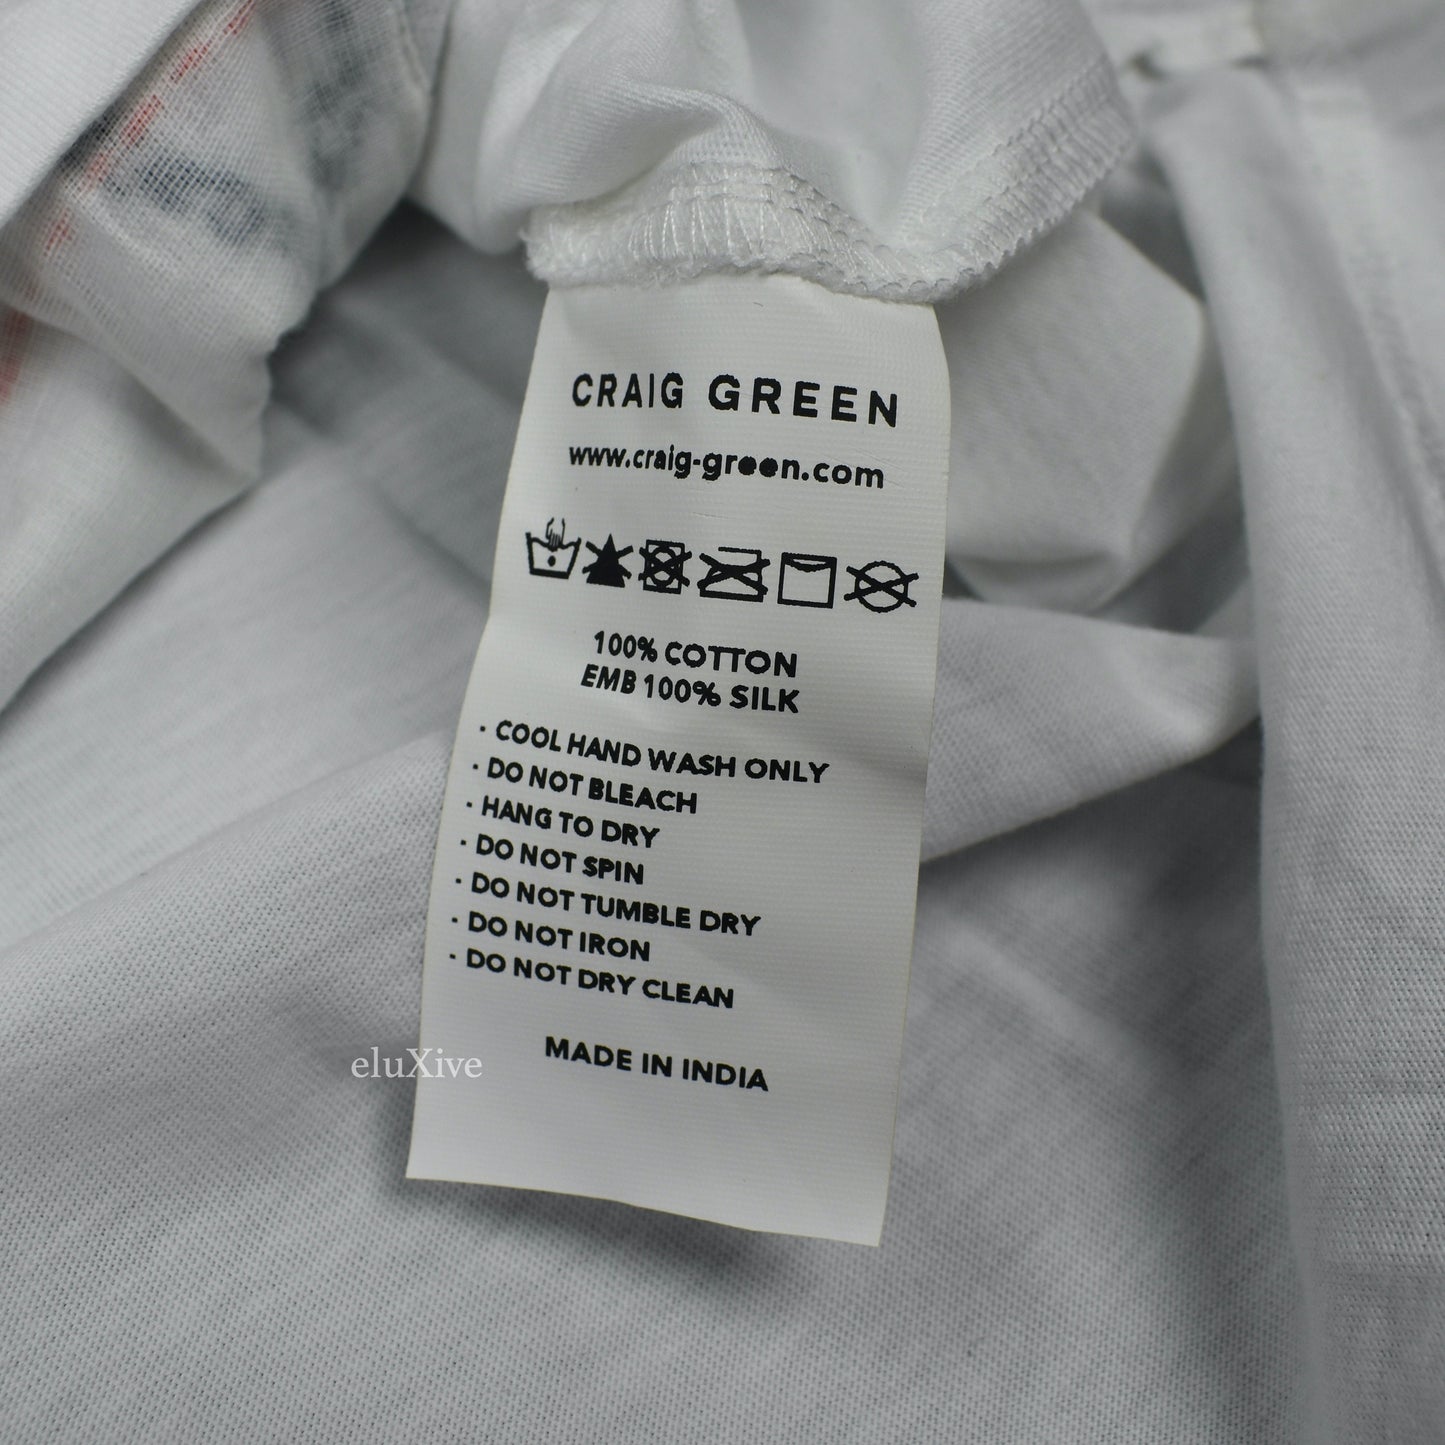 CRAIG GREEN
www.craig-green.com
100% COTTON
EMB 100% SILK
· COOL HAND WASH ONLY
· DO NOT BLEACH
· HANG TO DRY
· DO NOT SPIN
· DO NOT TUMBLE DRY
· DO NOT IRON
· DO NOT DRY CLEAN
MADE IN INDIA
eluXive